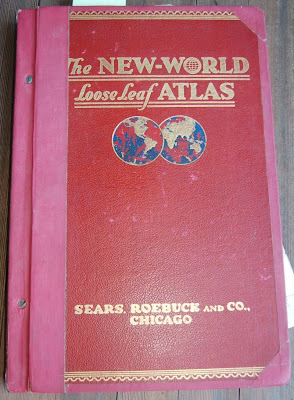 The NEW-WORLD
Loose Leaf ATLAS
SEARS, ROEBUCK AND CO.,
CHICAGO